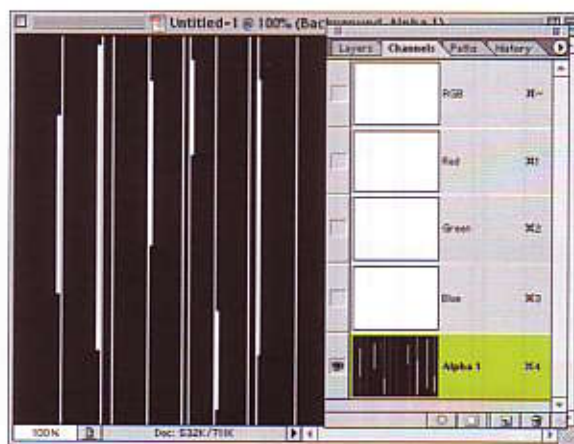 Untitled-1 @ 100% (Background, Alpha 1)
Layers Channels Paths History
RGB ⌘~
Red ⌘1
Green ⌘2
Blue ⌘3
Alpha 1 ⌘4
100% Doc: 532K/711K